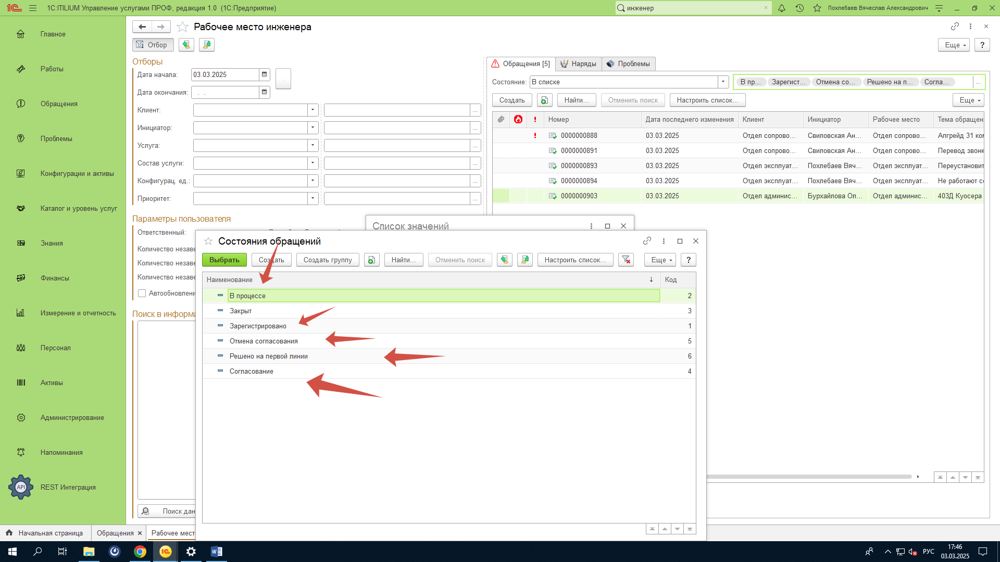 1C:ITILIUM Управление услугами ПРОФ, редакция 1.0 (1С:Предприятие)
инженер
Похлебаев Вячеслав Александрович
Главное
Работы
Обращения
Проблемы
Конфигурации и активы
Каталог и уровень услуг
Знания
Финансы
Измерение и отчетность
Персонал
Активы
Администрирование
Напоминания
API
REST Интеграция
Рабочее место инженера
Отбор
Еще
?
Отборы
Дата начала:
03.03.2025
Дата окончания:
. .
Клиент:
...
Инициатор:
...
Услуга:
...
Состав услуги:
...
Конфигурац. ед.:
...
Приоритет:
...
Параметры пользователя
Ответственный:
Количество незаве
Количество незаве
Количество незаве
Автообновлени
Поиск в информа
Поиск дан
Обращения [5]
Наряды
Проблемы
Состояние:
В списке
В пр...
Зарегист...
Отмена со...
Решено на п...
Согла...
...
Создать
Найти...
Отменить поиск
Настроить список...
Еще
Номер
Дата последнего изменения
Клиент
Инициатор
Рабочее место
Тема обращен
0000000888 03.03.2025 Отдел сопрово... Свиловская Ан... Отдел сопрово... Апгрейд 31 ко
0000000891 03.03.2025 Отдел сопрово... Свиловская Ан... Отдел сопрово... Перевод звонк
0000000893 03.03.2025 Отдел эксплуат... Похлебаев Вяч... Отдел эксплуат... Переустановит
0000000894 03.03.2025 Отдел эксплуат... Похлебаев Вяч... Отдел эксплуат... Не работают с
0000000903 03.03.2025 Отдел админис... Бурхайлова Ол... Отдел админис... 403Д Куосера
Список значений
Состояния обращений
Выбрать
Создать
Создать группу
Найти...
Отменить поиск
Настроить список...
Еще
?
Наименование
Код
В процессе 2
Закрыт 3
Зарегистрировано 1
Отмена согласования 5
Решено на первой линии 6
Согласование 4
Начальная страница
Обращения
Рабочее мест
РУС
17:46
03.03.2025